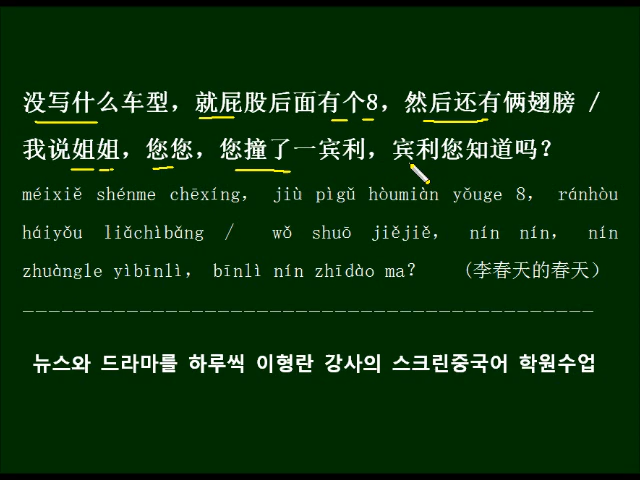 没写什么车型，就屁股后面有个8，然后还有俩翅膀 /
我说姐姐，您您，您撞了一宾利，宾利您知道吗？
méixiě shénme chēxíng， jiù pìgǔ hòumiàn yǒuge 8，ránhòu
háiyǒu liǎchìbǎng / wǒ shuō jiějiě，nín nín，nín
zhuàngle yìbīnlì，bīnlì nín zhīdào ma？ （李春天的春天）
뉴스와 드라마를 하루씩 이형란 강사의 스크린중국어 학원수업